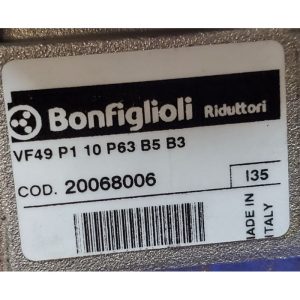 Bonfiglioli Riduttori
VF49 P1 10 P63 B5 B3
COD. 20068006
I35
MADE IN
ITALY